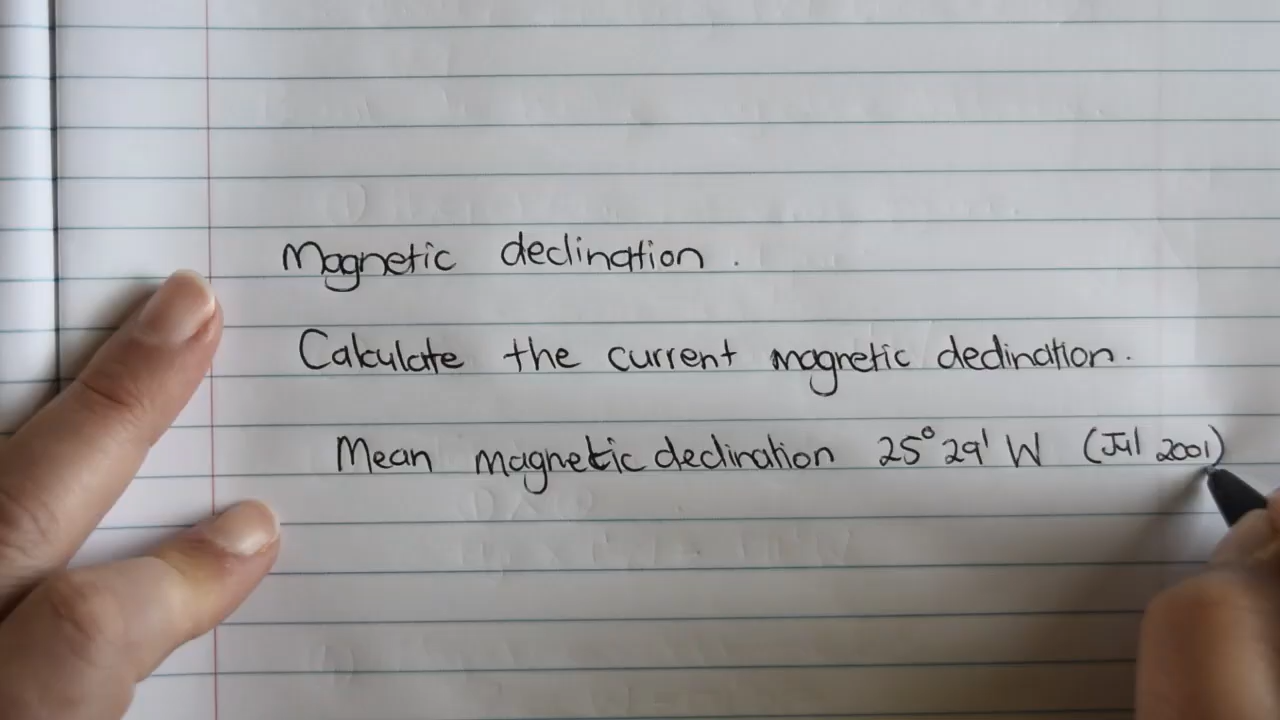 Magnetic declination.
Calculate the current magnetic declination.
Mean magnetic declination 25° 29' W (Jul 2001)